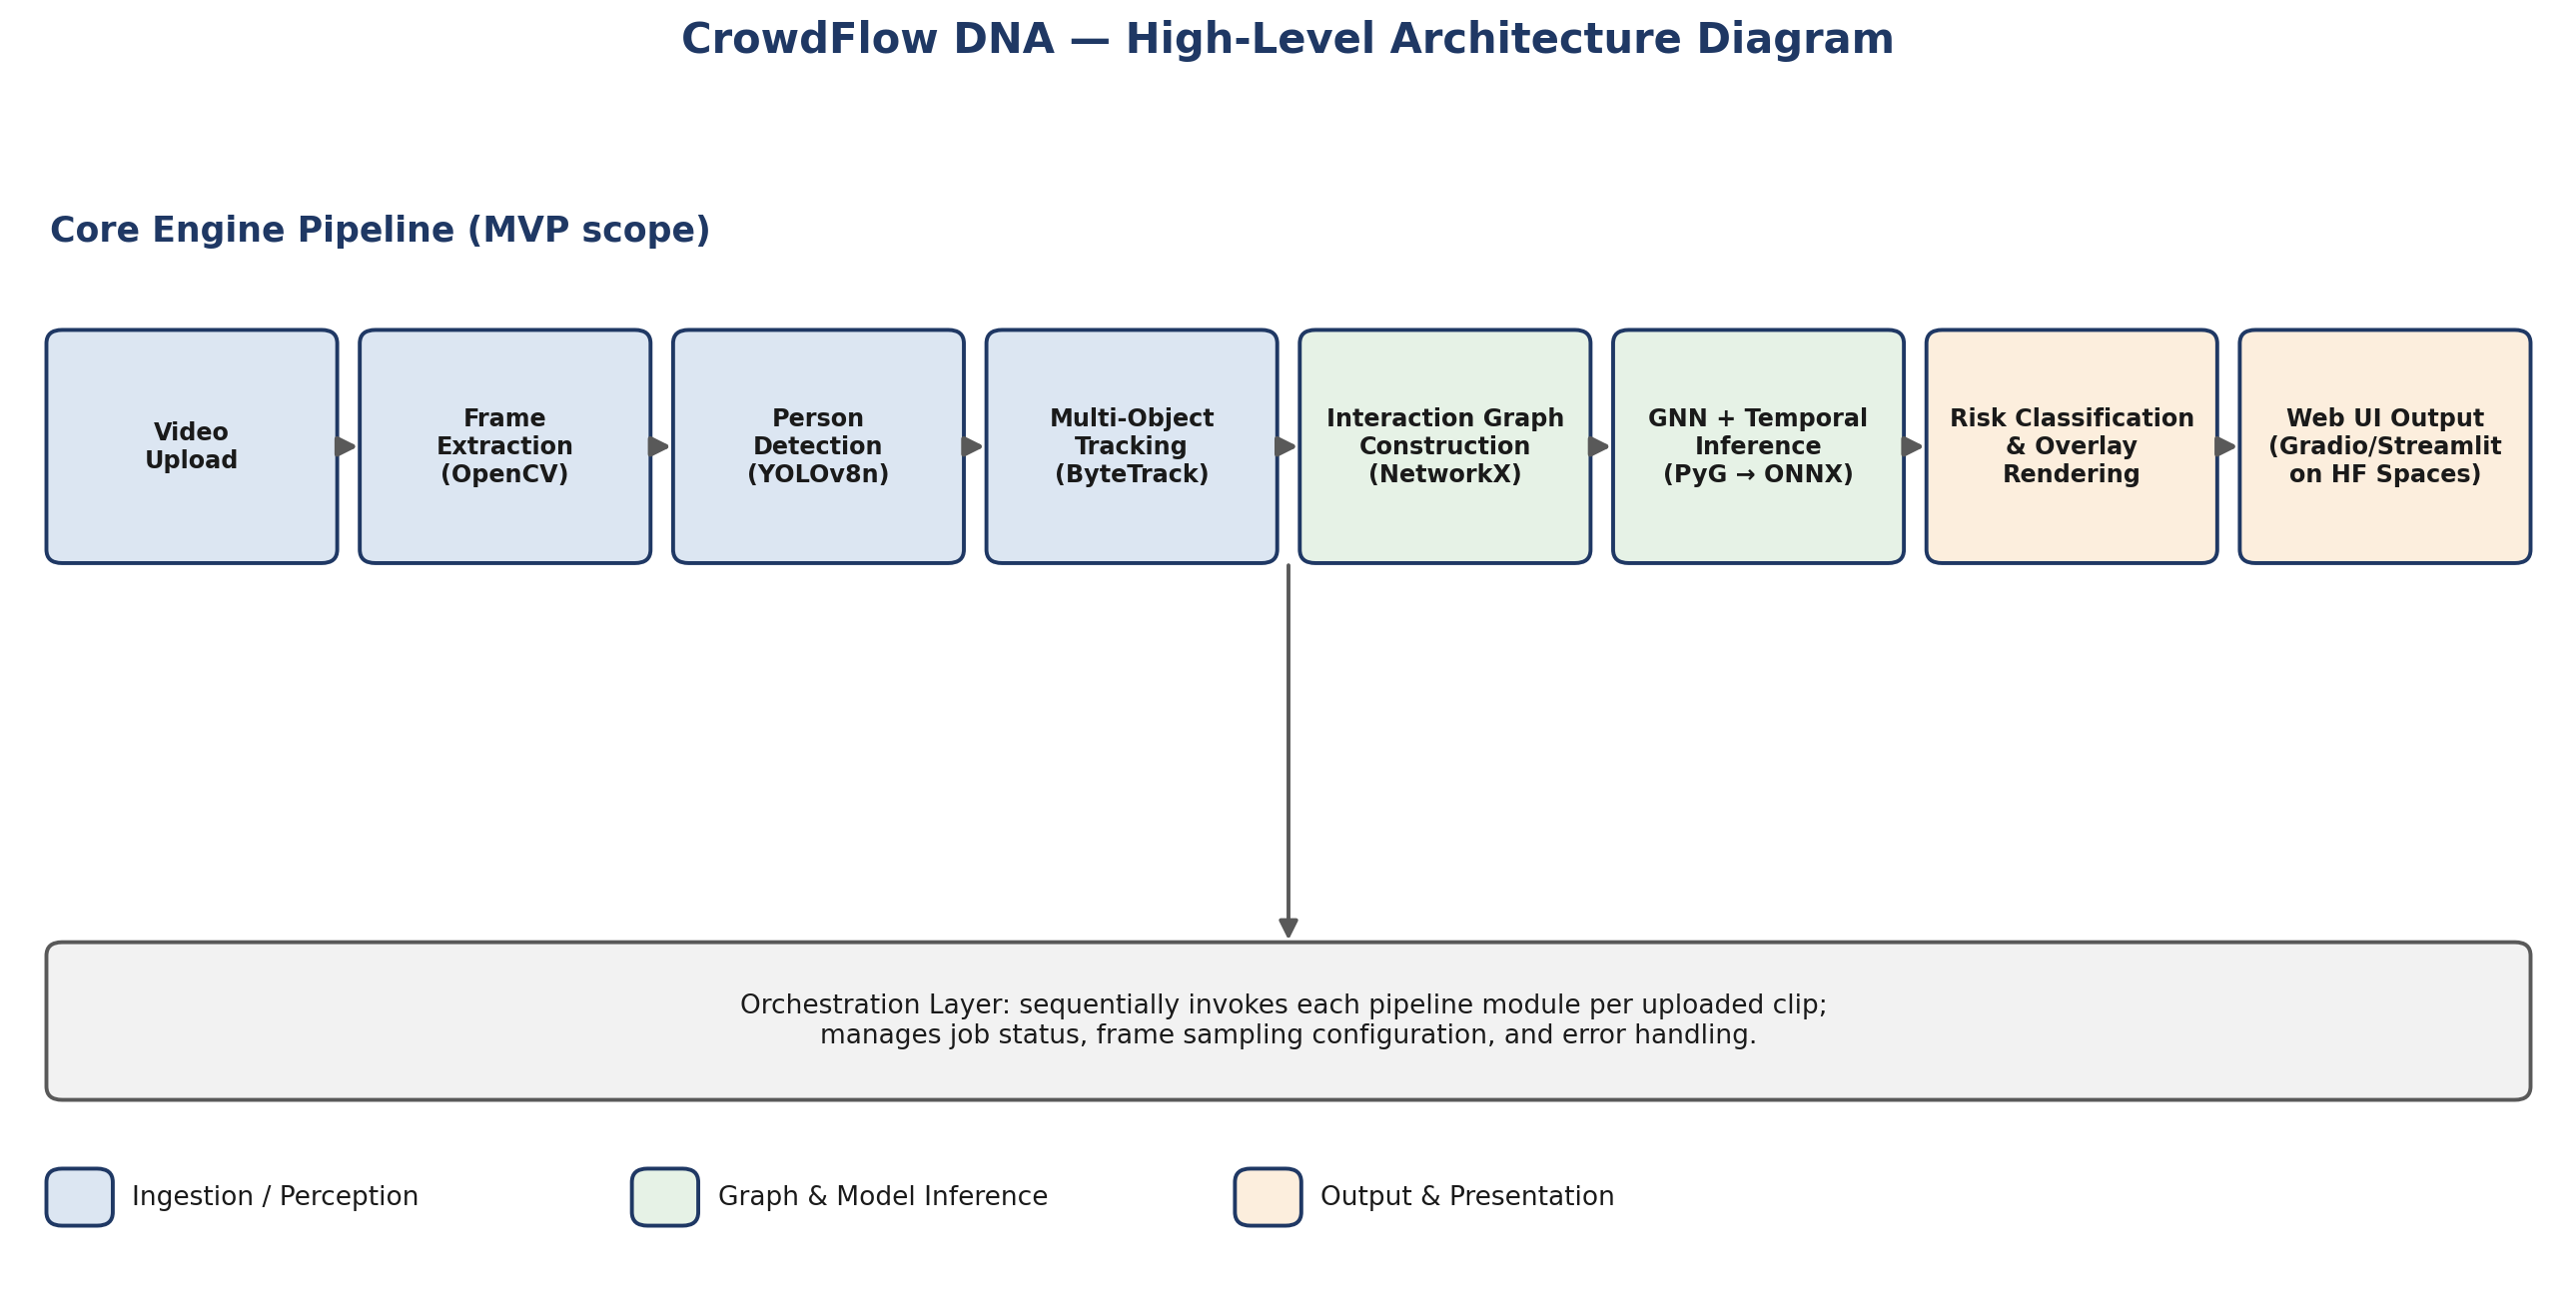 CrowdFlow DNA — High-Level Architecture Diagram
Core Engine Pipeline (MVP scope)
Video
Upload
Frame
Extraction
(OpenCV)
Person
Detection
(YOLOv8n)
Multi-Object
Tracking
(ByteTrack)
Interaction Graph
Construction
(NetworkX)
GNN + Temporal
Inference
(PyG → ONNX)
Risk Classification
& Overlay
Rendering
Web UI Output
(Gradio/Streamlit
on HF Spaces)
Orchestration Layer: sequentially invokes each pipeline module per uploaded clip;
manages job status, frame sampling configuration, and error handling.
Ingestion / Perception
Graph & Model Inference
Output & Presentation